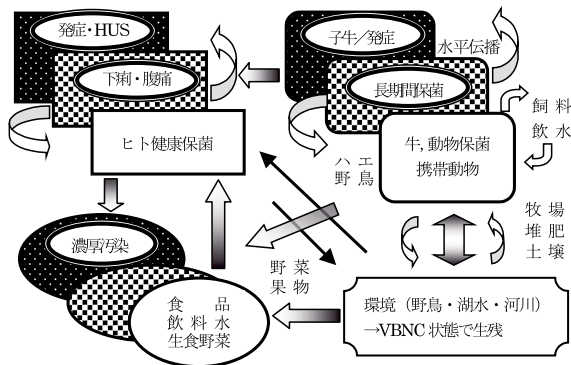 発症・HUS
下痢・腹痛
ヒト健康保菌
子牛／発症
水平伝播
長期間保菌
牛,動物保菌
携帯動物
飼料
飲水
ハエ
野鳥
牧場
堆肥
土壌
濃厚汚染
食品
飲料水
生食野菜
野菜
果物
環境（野鳥・湖水・河川）
→VBNC 状態で生残